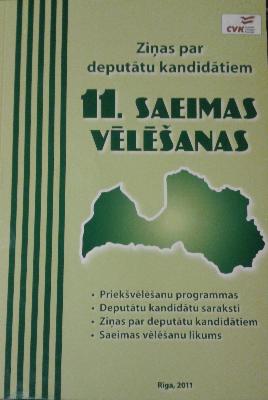 CVK
Ziņas par
deputātu kandidātiem
11. SAEIMAS
VĒLĒŠANAS
• Priekšvēlēšanu programmas
• Deputātu kandidātu saraksti
• Ziņas par deputātu kandidātiem
• Saeimas vēlēšanu likums
Rīga, 2011